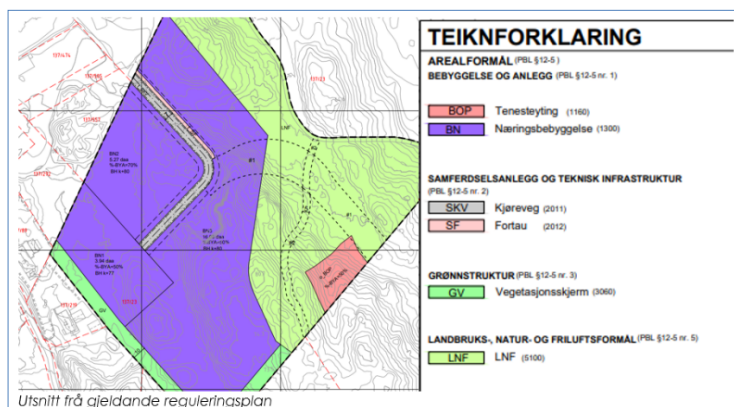 TEIKNFORKLARING
AREALFORMÅL (PBL §12-5 )
BEBYGGELSE OG ANLEGG (PBL §12-5 nr. 1)
BOP Tenesteyting (1160)
BN Næringsbebyggelse (1300)
SAMFERDSELSANLEGG OG TEKNISK INFRASTRUKTUR
(PBL §12-5 nr. 2)
SKV Kjøreveg (2011)
SF Fortau (2012)
GRØNNSTRUKTUR (PBL §12-5 nr. 3)
GV Vegetasjonsskjerm (3060)
LANDBRUKS-, NATUR- OG FRILUFTSFORMÅL (PBL §12-5 nr. 5)
LNF LNF (5100)
LNF
BN2
BN1
GV
Utsnitt frå gjeldande reguleringsplan